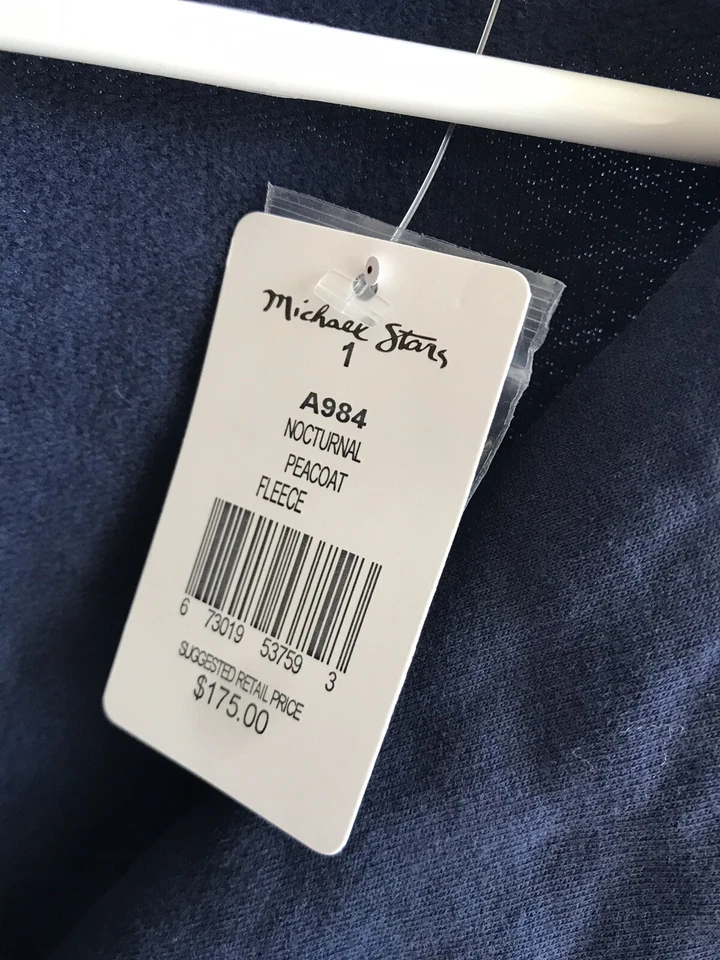 Michael Stars
1
A984
NOCTURNAL
PEACOAT
FLEECE
6 73019 53759 3
SUGGESTED RETAIL PRICE
$175.00